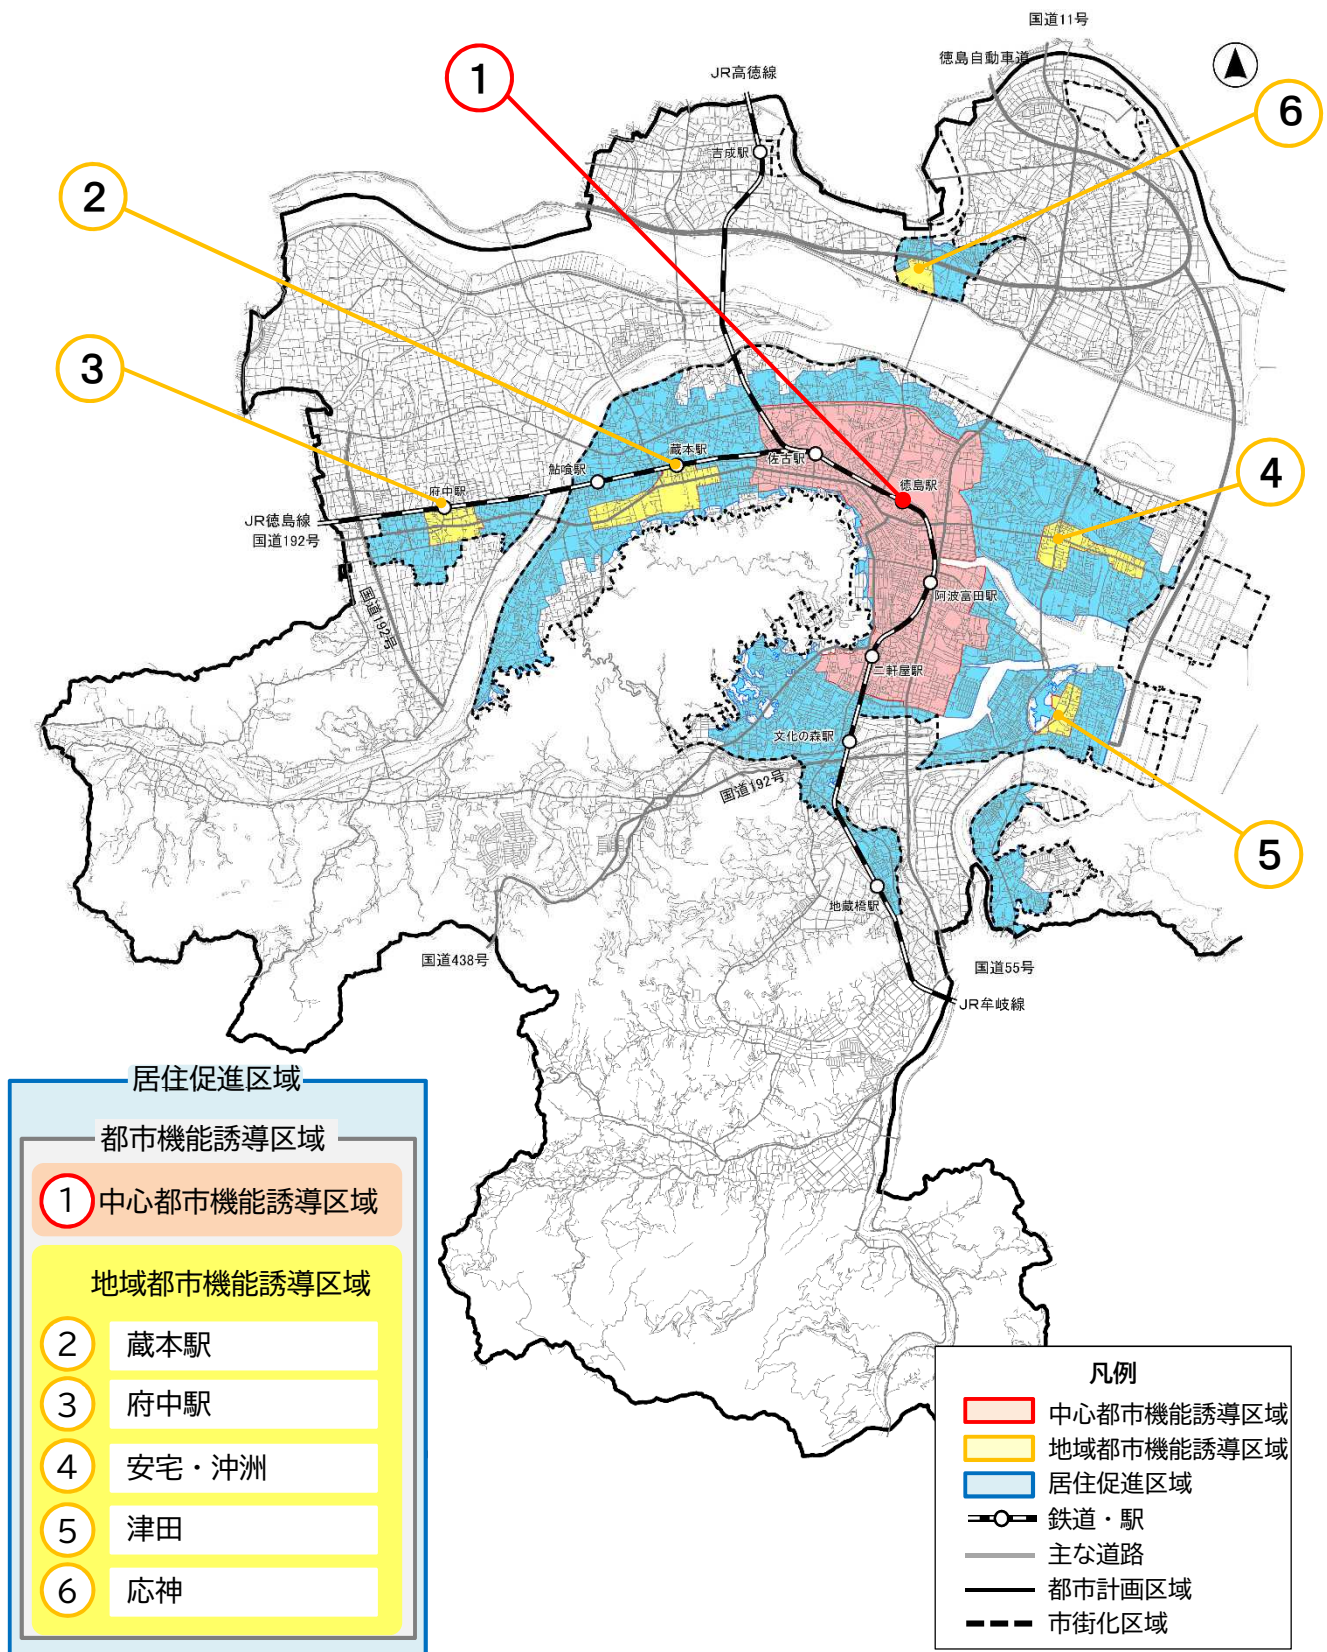 国道11号
徳島自動車道
JR高徳線
1
6
吉成駅
2
3
蔵本駅
佐古駅
鮎喰駅
徳島駅
4
府中駅
JR徳島線
国道192号
阿波富田駅
国道192号
二軒屋駅
文化の森駅
国道192号
5
地蔵橋駅
国道438号
国道55号
JR牟岐線
居住促進区域
都市機能誘導区域
1 中心都市機能誘導区域
地域都市機能誘導区域
2 蔵本駅
3 府中駅
4 安宅・沖洲
5 津田
6 応神
凡例
中心都市機能誘導区域
地域都市機能誘導区域
居住促進区域
鉄道・駅
主な道路
都市計画区域
市街化区域